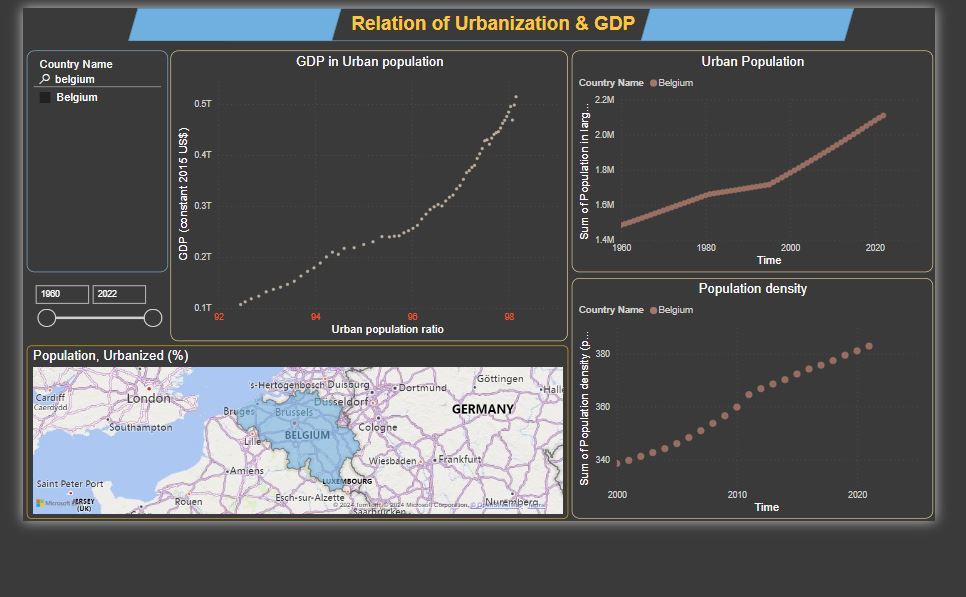 Relation of Urbanization & GDP
Country Name
belgium
Belgium
1960
2022
GDP in Urban population
GDP (constant 2015 US$)
0.5T
0.4T
0.3T
0.2T
0.1T
92
94
96
98
Urban population ratio
Urban Population
Country Name
Belgium
Sum of Population in larg...
2.2M
2.0M
1.8M
1.6M
1.4M
1960
1980
2000
2020
Time
Population density
Country Name
Belgium
Sum of Population density (p...
380
360
340
2000
2010
2020
Time
Population, Urbanized (%)
Cardiff
Caerdydd
London
Southampton
Saint Peter Port
JERSEY
(UK)
Rouen
Amiens
Lille
Bruges
Brussels
BELGIUM
's-Hertogenbosch
Duisburg
Dortmund
Düsseldorf
Cologne
Göttingen
Halle
GERMANY
Wiesbaden
Frankfurt
LUXEMBOURG
Esch-sur-Alzette
Saarbrücken
Nuremberg
Microsoft
© 2024 TomTom, © 2024 Microsoft Corporation,